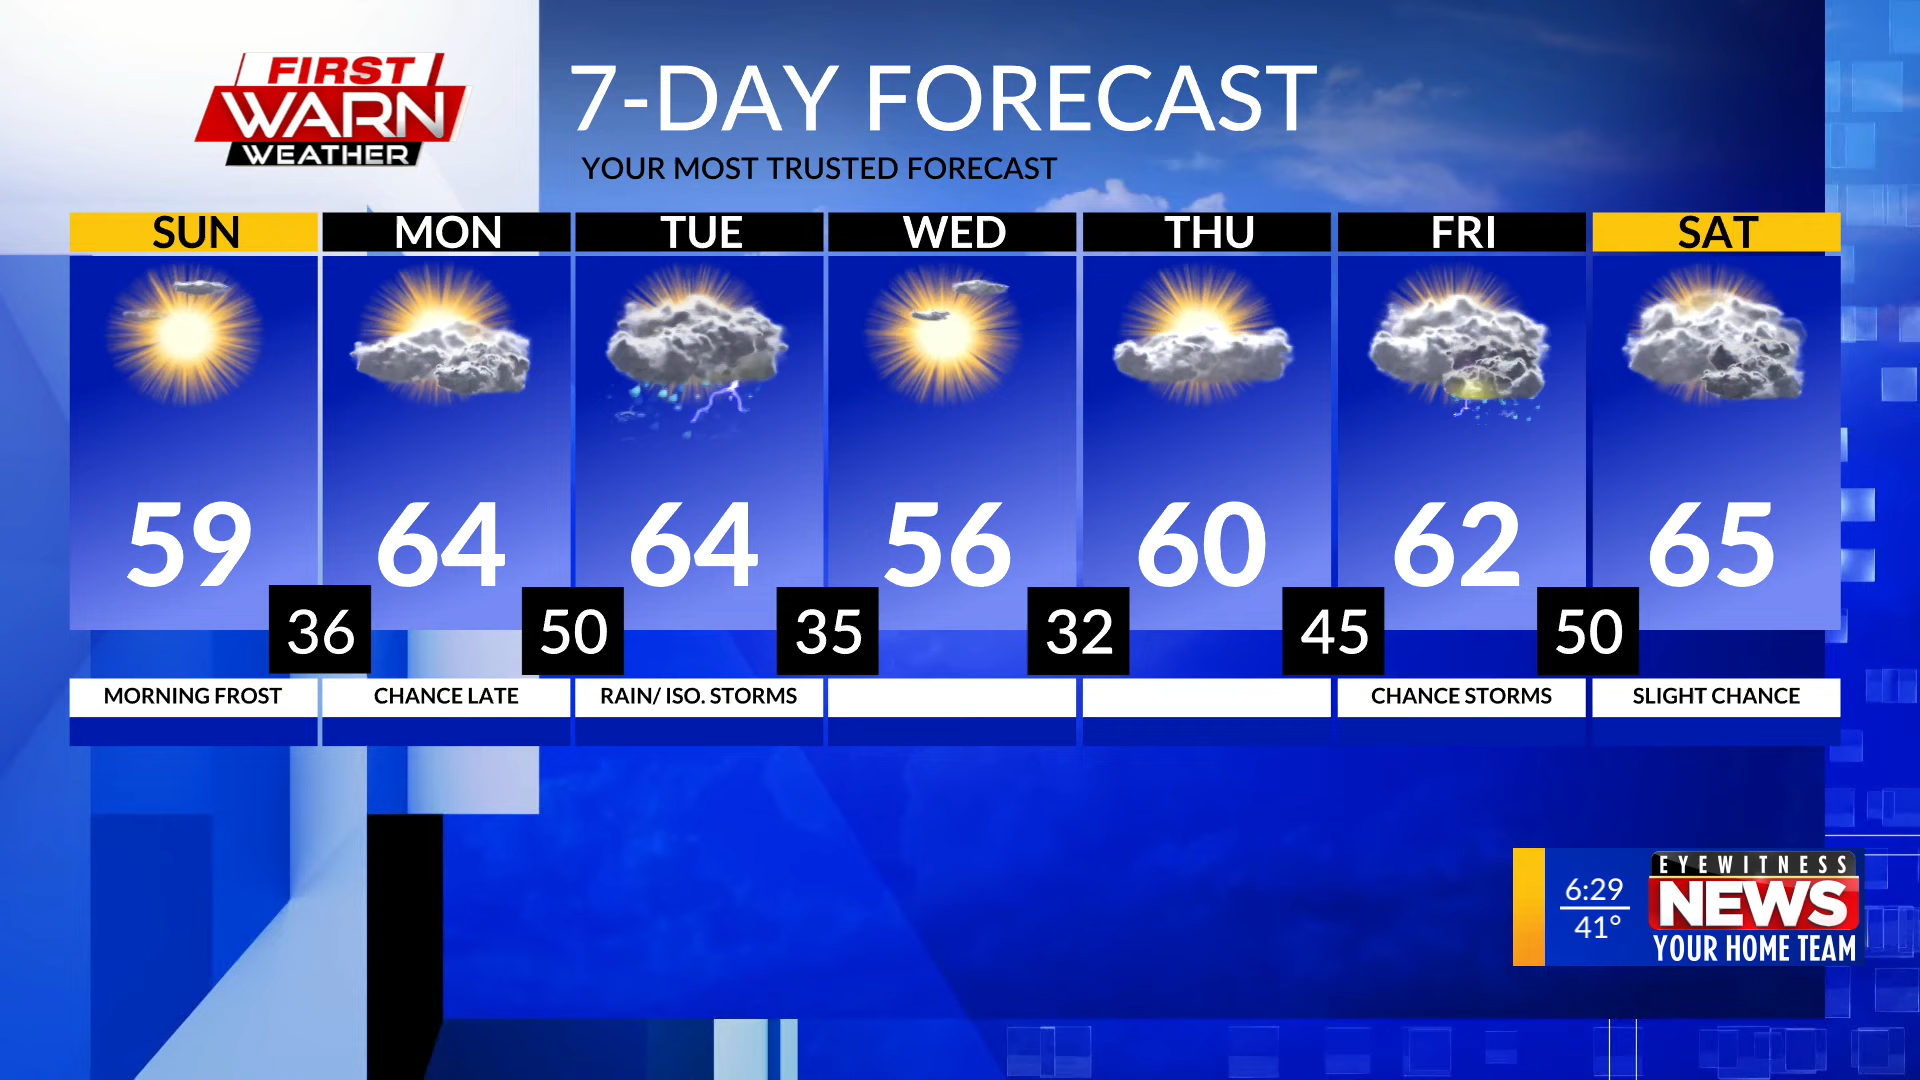 FIRST
WARN
WEATHER
7-DAY FORECAST
YOUR MOST TRUSTED FORECAST
SUN MON TUE WED THU FRI SAT
59 64 64 56 60 62 65
36 50 35 32 45 50
MORNING FROST CHANCE LATE RAIN/ ISO. STORMS CHANCE STORMS SLIGHT CHANCE
6:29
41°
EYEWITNESS
NEWS
YOUR HOME TEAM